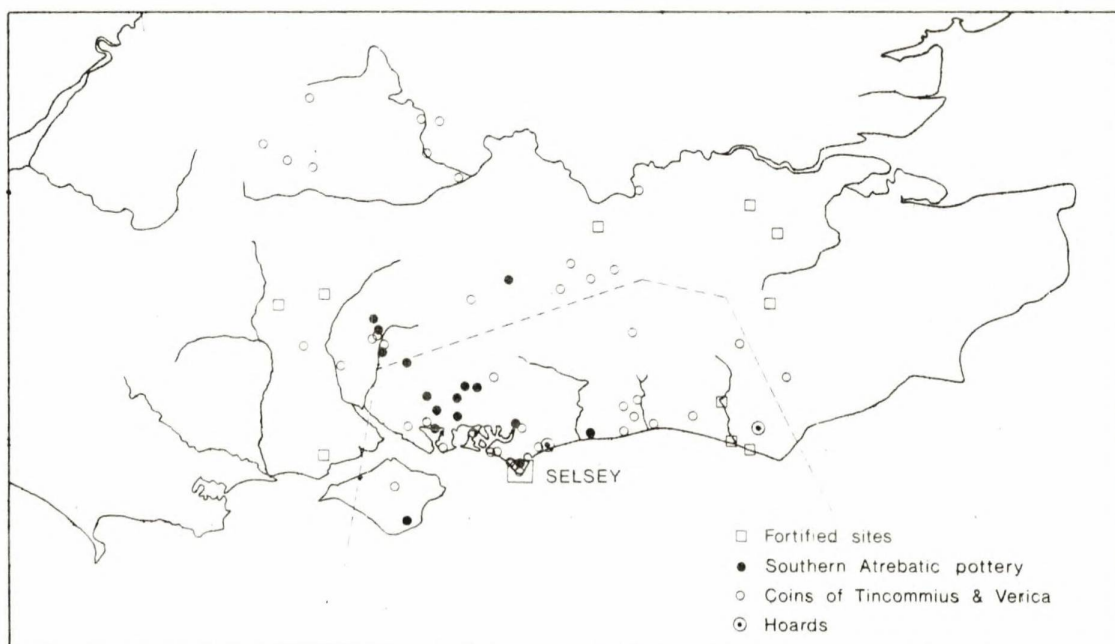 SELSEY
Fortified sites
Southern Atrebatic pottery
Coins of Tincommius & Verica
Hoards